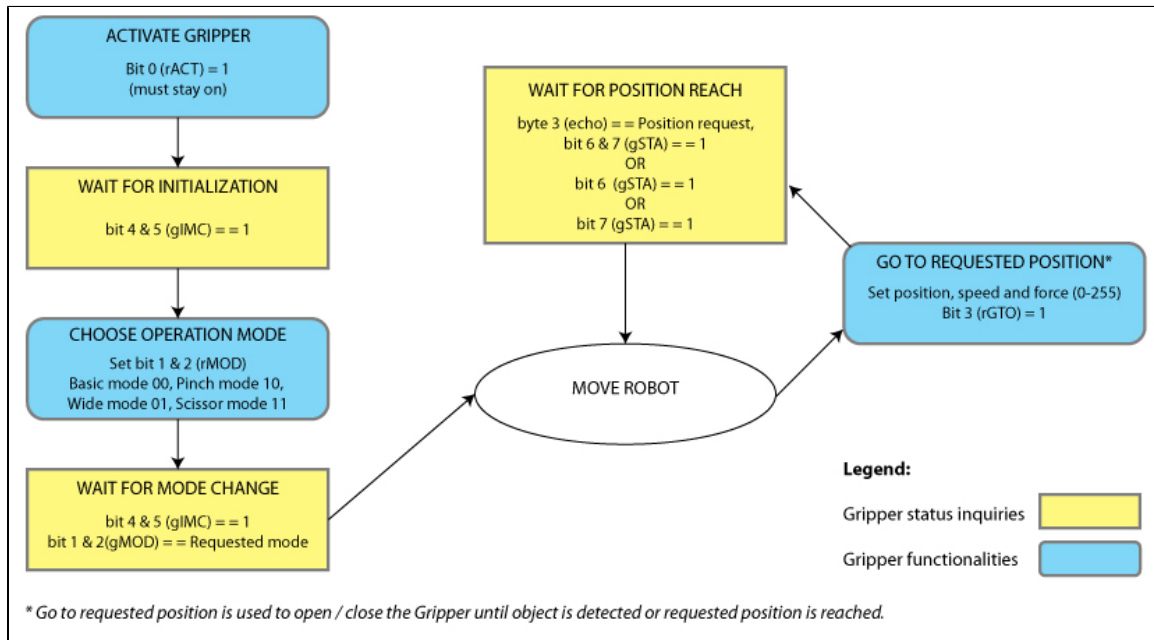 ACTIVATE GRIPPER
Bit 0 (rACT) = 1
(must stay on)
WAIT FOR INITIALIZATION
bit 4 & 5 (gIMC) = = 1
CHOOSE OPERATION MODE
Set bit 1 & 2 (rMOD)
Basic mode 00, Pinch mode 10,
Wide mode 01, Scissor mode 11
WAIT FOR MODE CHANGE
bit 4 & 5 (gIMC) = = 1
bit 1 & 2(gMOD) = = Requested mode
MOVE ROBOT
GO TO REQUESTED POSITION*
Set position, speed and force (0-255)
Bit 3 (rGTO) = 1
WAIT FOR POSITION REACH
byte 3 (echo) = = Position request,
bit 6 & 7 (gSTA) = = 1
OR
bit 6 (gSTA) = = 1
OR
bit 7 (gSTA) = = 1
Legend:
Gripper status inquiries
Gripper functionalities
* Go to requested position is used to open / close the Gripper until object is detected or requested position is reached.